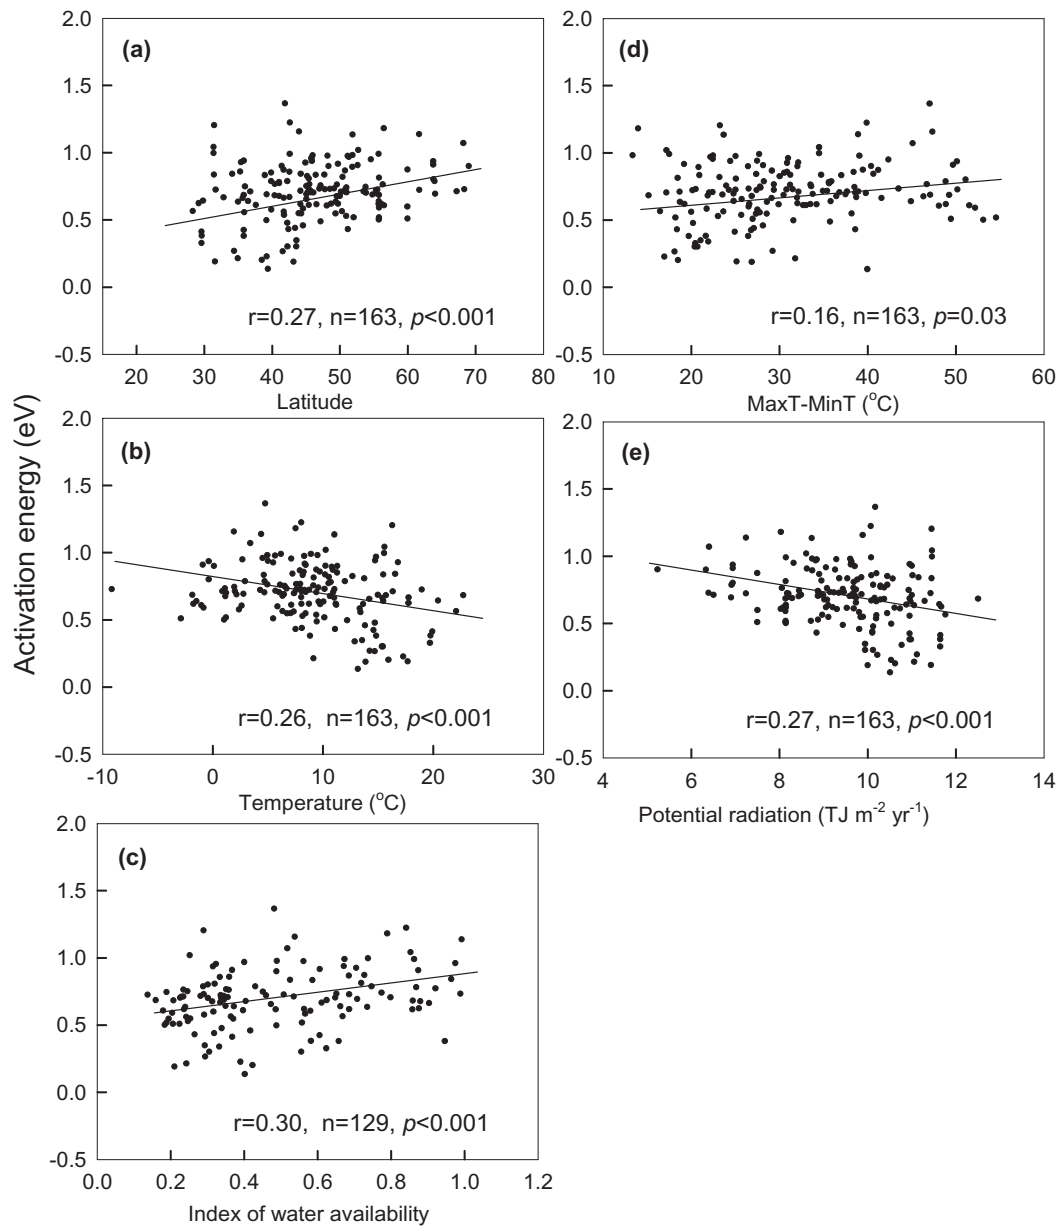 Activation energy (eV)
(a)
2.0
1.5
1.0
0.5
0.0
-0.5
r=0.27, n=163, p<0.001
20 30 40 50 60 70 80
Latitude
(d)
2.0
1.5
1.0
0.5
0.0
-0.5
r=0.16, n=163, p=0.03
10 20 30 40 50 60
MaxT-MinT (°C)
(b)
2.0
1.5
1.0
0.5
0.0
-0.5
r=0.26, n=163, p<0.001
-10 0 10 20 30
Temperature (°C)
(e)
2.0
1.5
1.0
0.5
0.0
-0.5
r=0.27, n=163, p<0.001
4 6 8 10 12 14
Potential radiation (TJ m⁻² yr⁻¹)
(c)
2.0
1.5
1.0
0.5
0.0
-0.5
r=0.30, n=129, p<0.001
0.0 0.2 0.4 0.6 0.8 1.0 1.2
Index of water availability